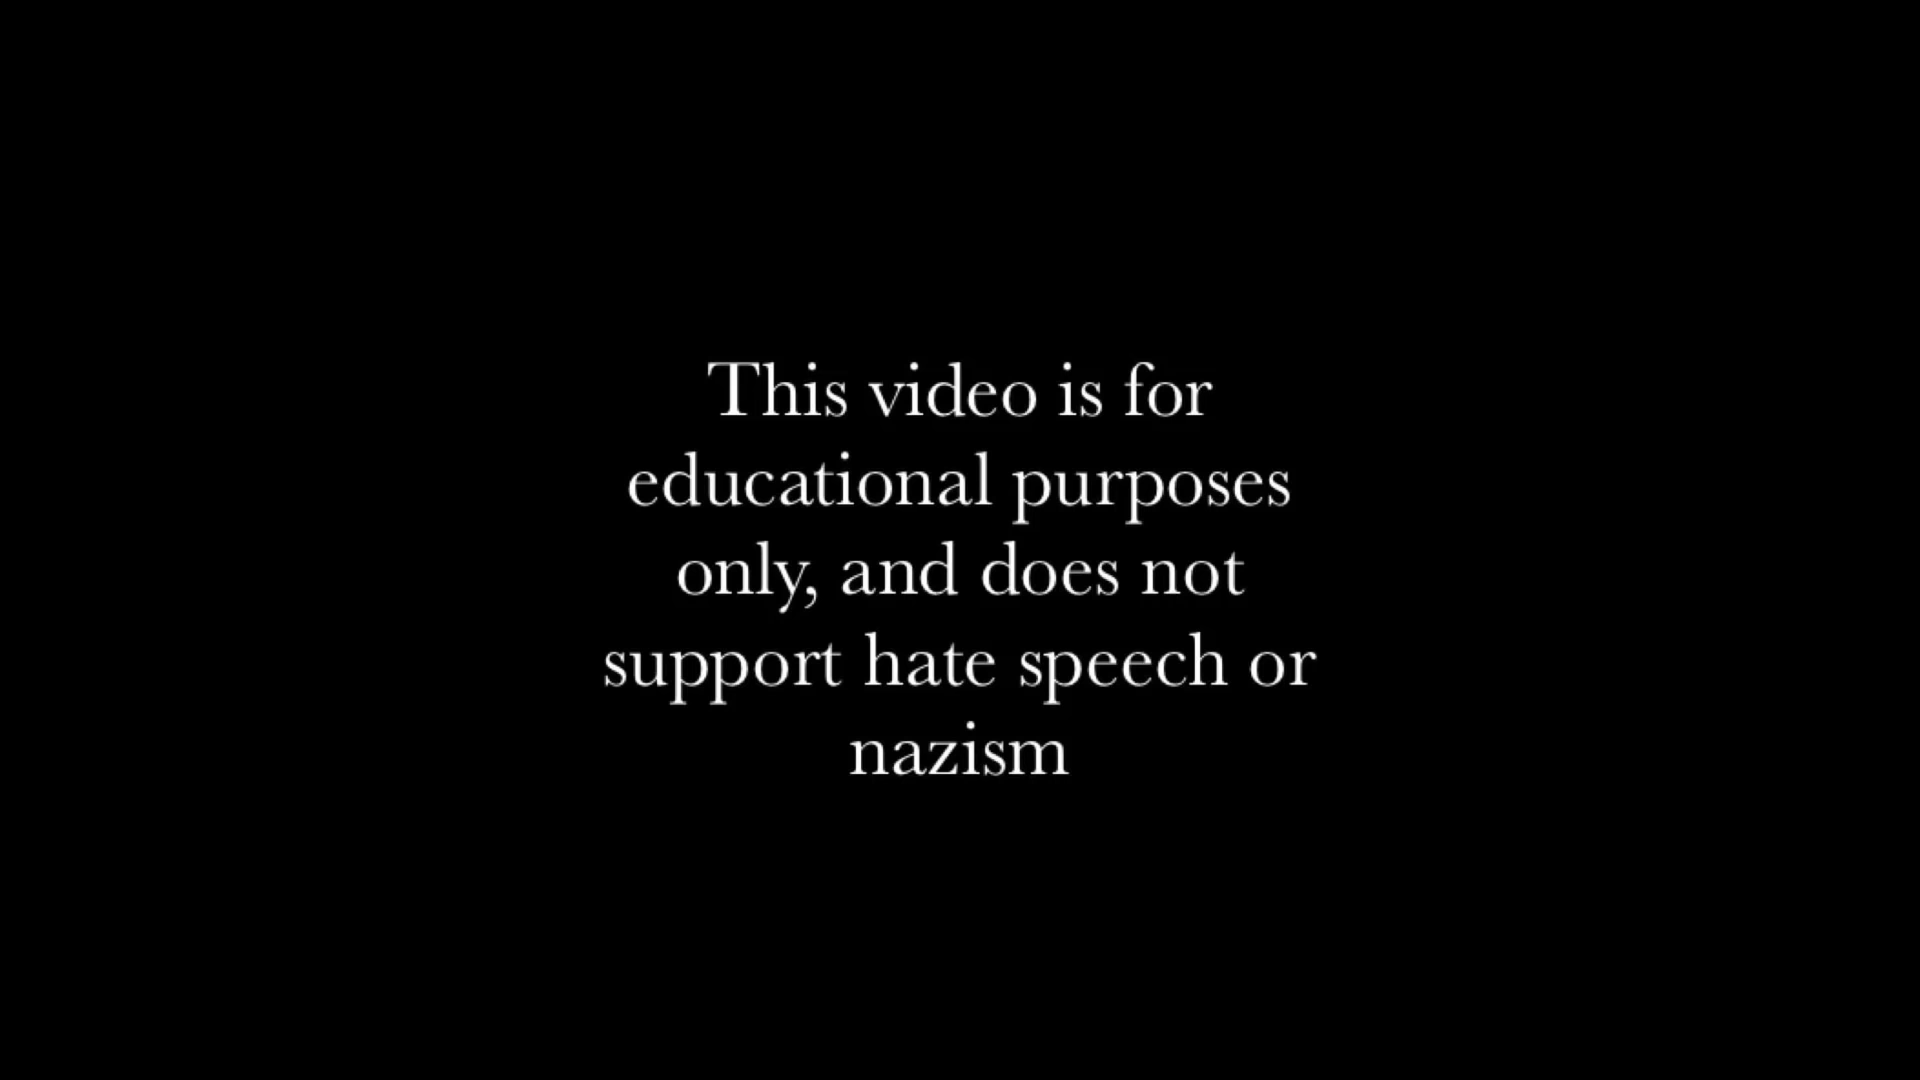 This video is for
educational purposes
only, and does not
support hate speech or
nazism